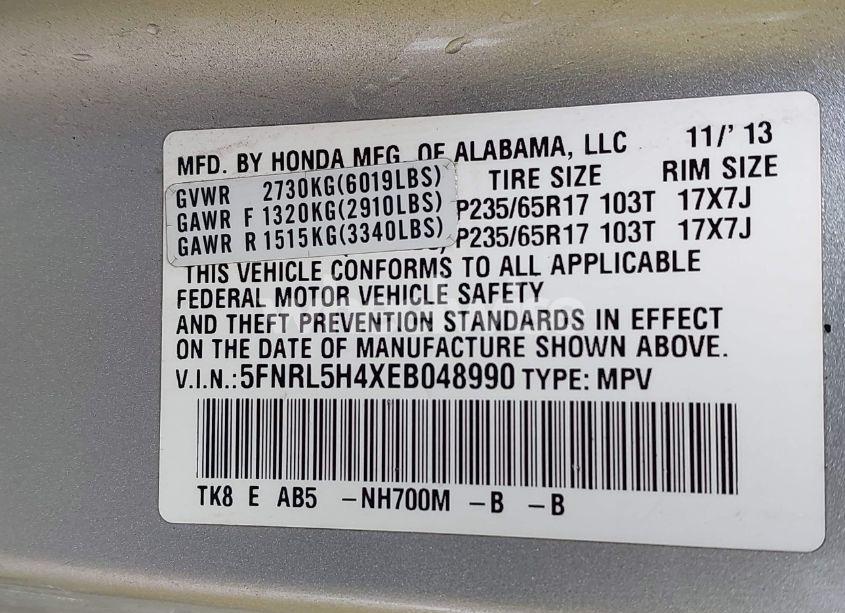 MFD. BY HONDA MFG. OF ALABAMA, LLC 11/' 13
TIRE SIZE RIM SIZE
GVWR 2730KG(6019LBS)
GAWR F 1320KG(2910LBS) P235/65R17 103T 17X7J
GAWR R 1515KG(3340LBS) P235/65R17 103T 17X7J
THIS VEHICLE CONFORMS TO ALL APPLICABLE
FEDERAL MOTOR VEHICLE SAFETY
AND THEFT PREVENTION STANDARDS IN EFFECT
ON THE DATE OF MANUFACTURE SHOWN ABOVE.
V.I.N.:5FNRL5H4XEB048990 TYPE: MPV
TK8 E AB5 -NH700M -B -B